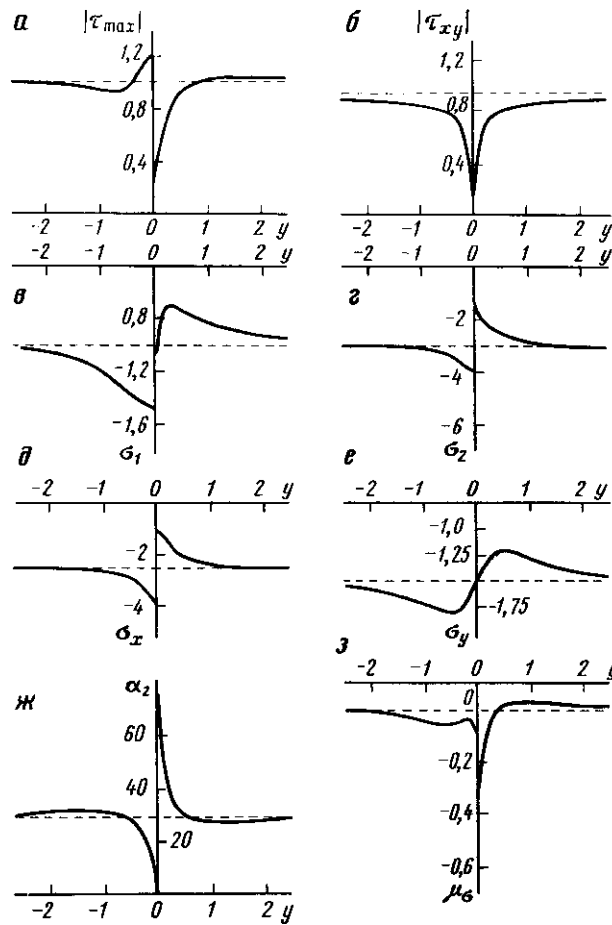 а |τmax| б |τxy|
1,2 1,2
0,8 0,8
0,4 0,4
-2 -1 0 1 2 y -2 -1 0 1 2 y
-2 -1 0 1 2 y -2 -1 0 1 2 y
в г
0,8 -2
-1,2 -4
-1,6 -6
σ1 σ2
д е
-2 -1 0 1 2 y -2 -1 0 1 2 y
-2 -1,0
-4 -1,25
-1,75
σx σy
ж α2 з
-2 -1 0 1 2 y
60 0
40 -0,2
20 -0,4
-0,6
-2 -1 0 1 2 y μσ